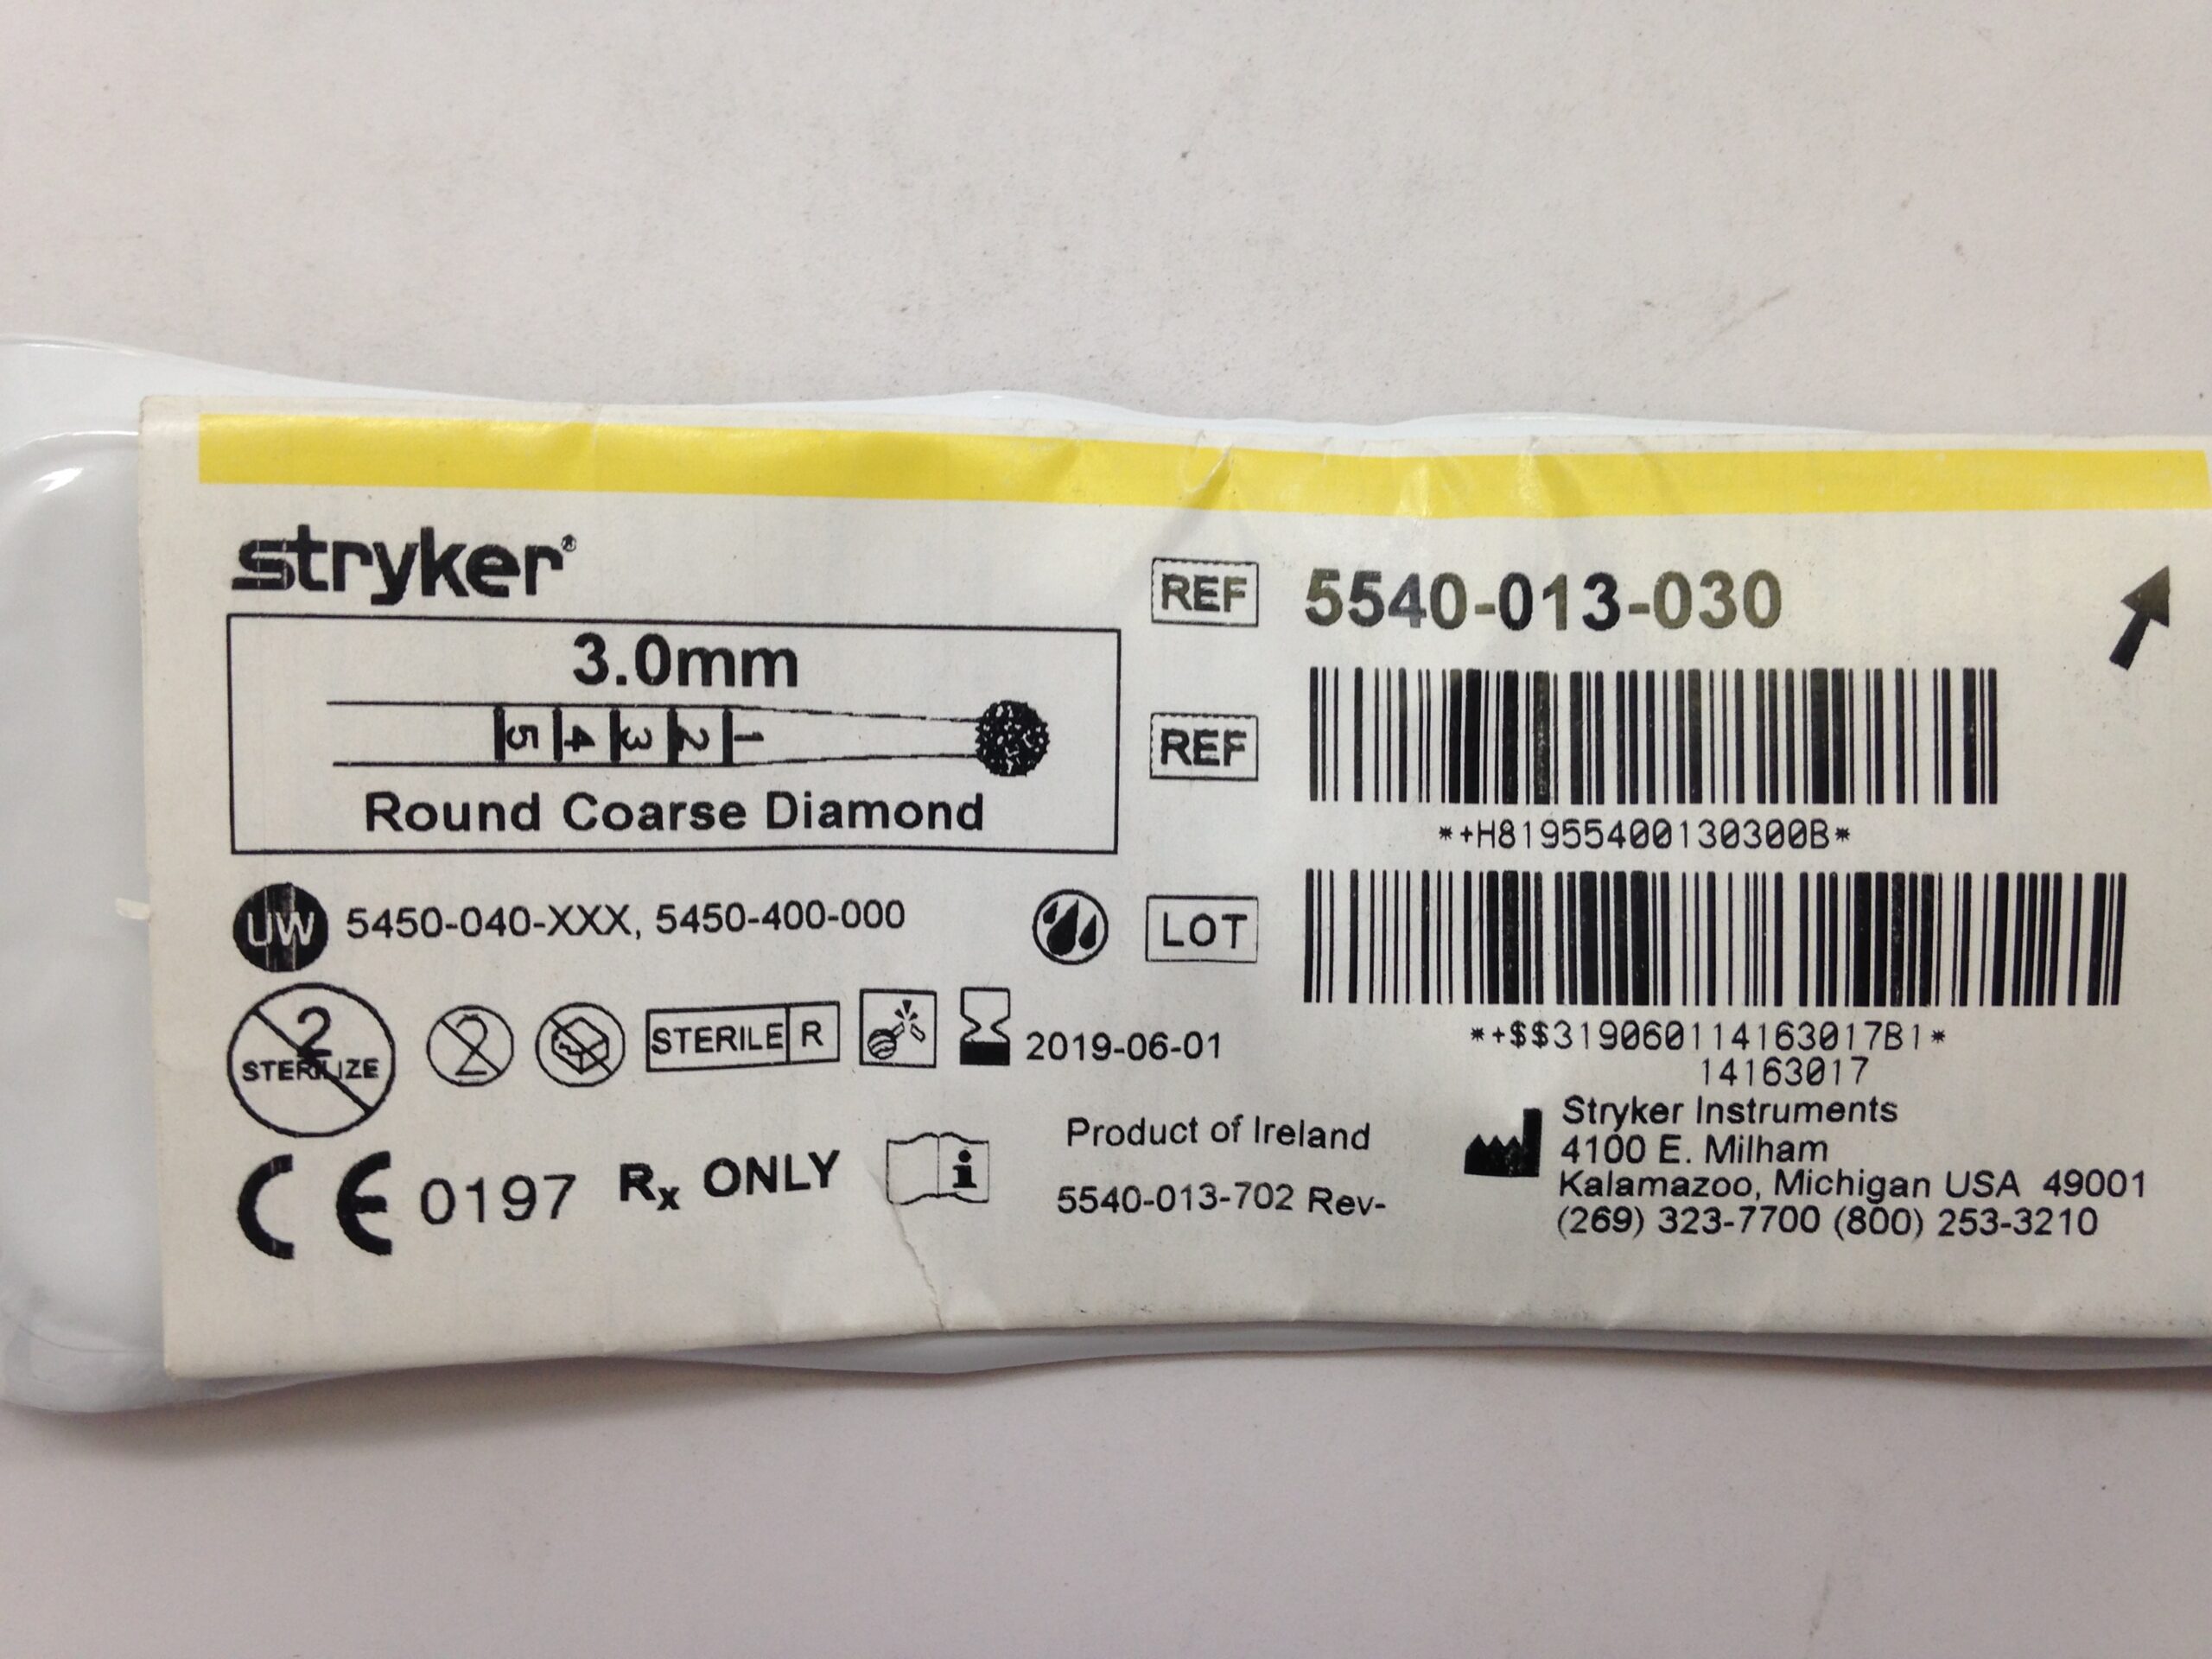 stryker®
3.0mm
5 4 3 2 1
Round Coarse Diamond
UW 5450-040-XXX, 5450-400-000
2 STERILIZE
2
STERILE R
2019-06-01
CE 0197 Rx ONLY
i
Product of Ireland
5540-013-702 Rev-
REF 5540-013-030
REF
*+H81955400130300B*
LOT
*+$$319060114163017B1*
14163017
Stryker Instruments
4100 E. Milham
Kalamazoo, Michigan USA 49001
(269) 323-7700 (800) 253-3210